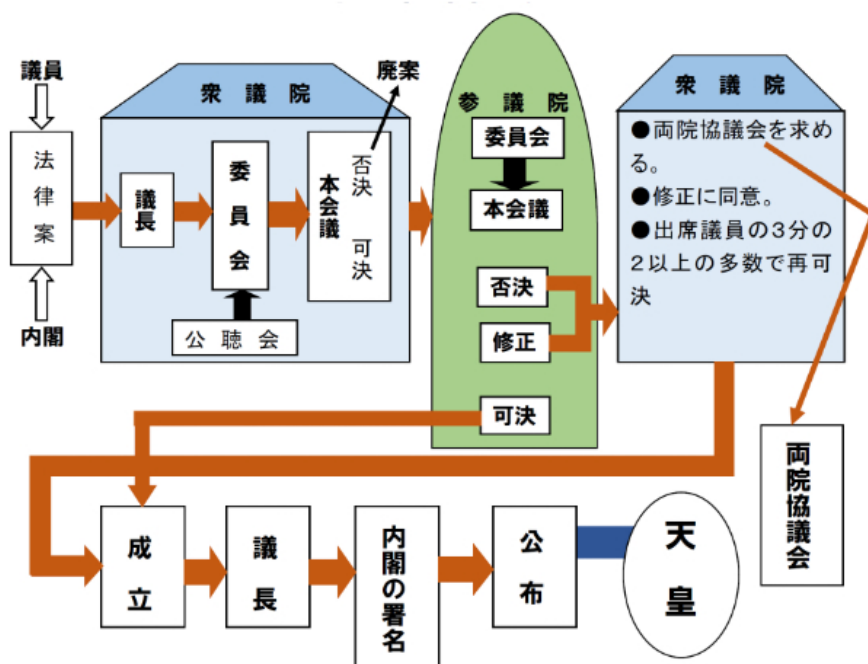 議員
法律案
内閣
衆議院
議長
委員会
公聴会
本会議
否決
可決
廃案
参議院
委員会
本会議
否決
修正
可決
衆議院
●両院協議会を求め
る。
●修正に同意。
●出席議員の3分の
2以上の多数で再可
決
両院協議会
成立
議長
内閣の署名
公布
天皇